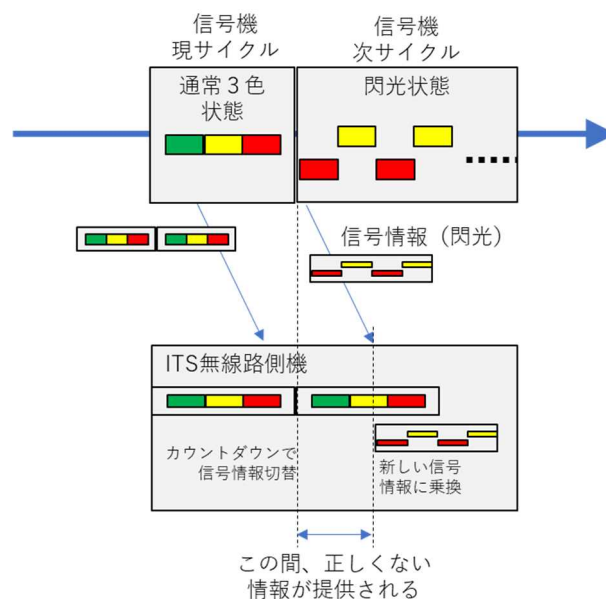 信号機
現サイクル
信号機
次サイクル
通常３色
状態
閃光状態
信号情報（閃光）
ITS無線路側機
カウントダウンで
信号情報切替
新しい信号
情報に乗換
この間、正しくない
情報が提供される